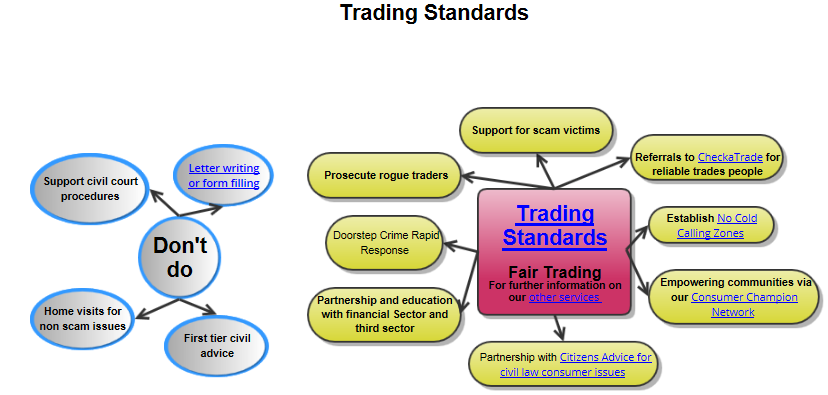 Trading Standards
Support for scam victims
Prosecute rogue traders
Referrals to CheckaTrade for
reliable trades people
Support civil court
procedures
Letter writing
or form filling
Trading
Standards
Fair Trading
For further information on
our other services
Establish No Cold
Calling Zones
Doorstep Crime Rapid
Response
Don't
do
Home visits for
non scam issues
First tier civil
advice
Partnership and education
with financial Sector and
third sector
Empowering communities via
our Consumer Champion
Network
Partnership with Citizens Advice for
civil law consumer issues